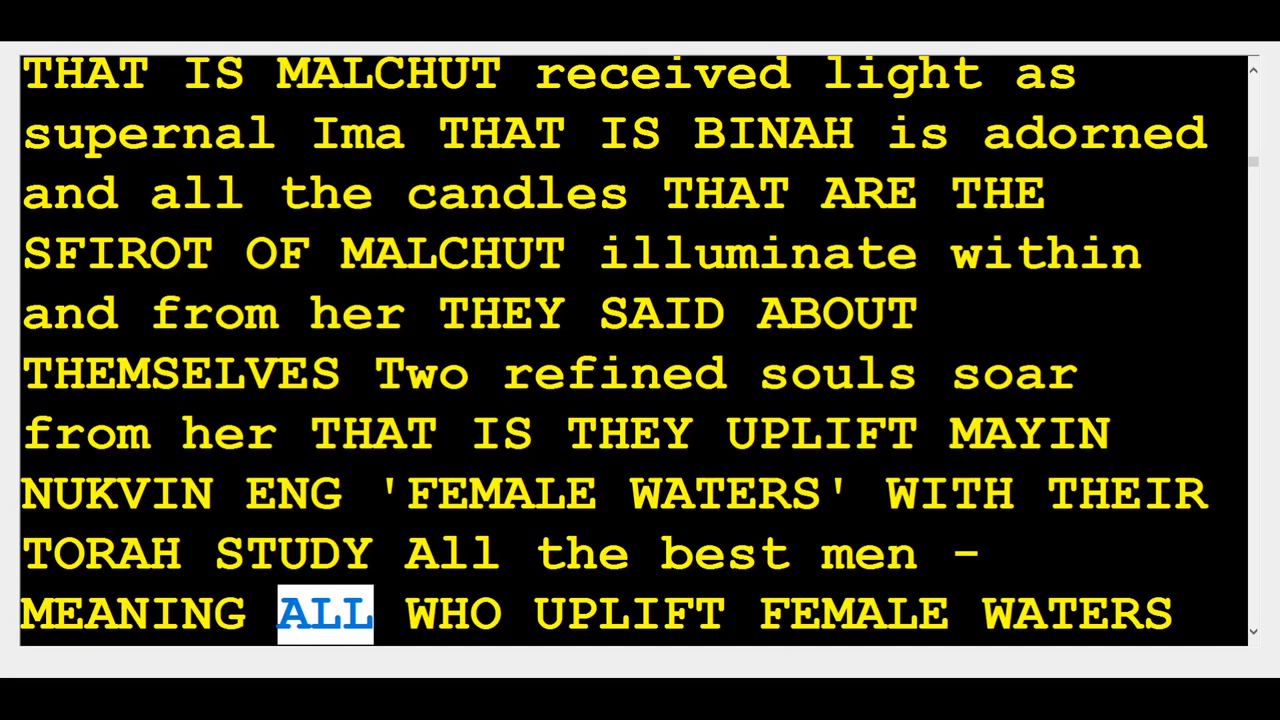 THAT IS MALCHUT received light as
supernal Ima THAT IS BINAH is adorned
and all the candles THAT ARE THE
SFIROT OF MALCHUT illuminate within
and from her THEY SAID ABOUT
THEMSELVES Two refined souls soar
from her THAT IS THEY UPLIFT MAYIN
NUKVIN ENG 'FEMALE WATERS' WITH THEIR
TORAH STUDY All the best men -
MEANING ALL WHO UPLIFT FEMALE WATERS